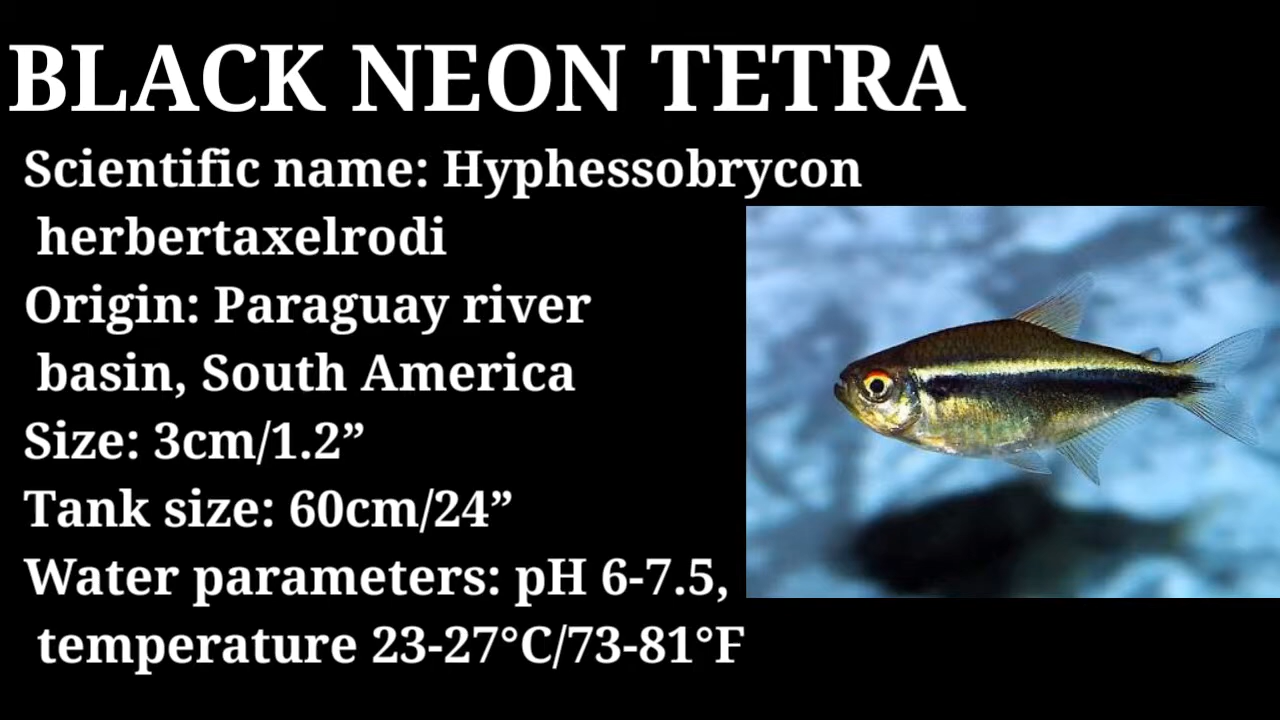 BLACK NEON TETRA
Scientific name: Hyphessobrycon
herbertaxelrodi
Origin: Paraguay river
basin, South America
Size: 3cm/1.2”
Tank size: 60cm/24”
Water parameters: pH 6-7.5,
temperature 23-27°C/73-81°F